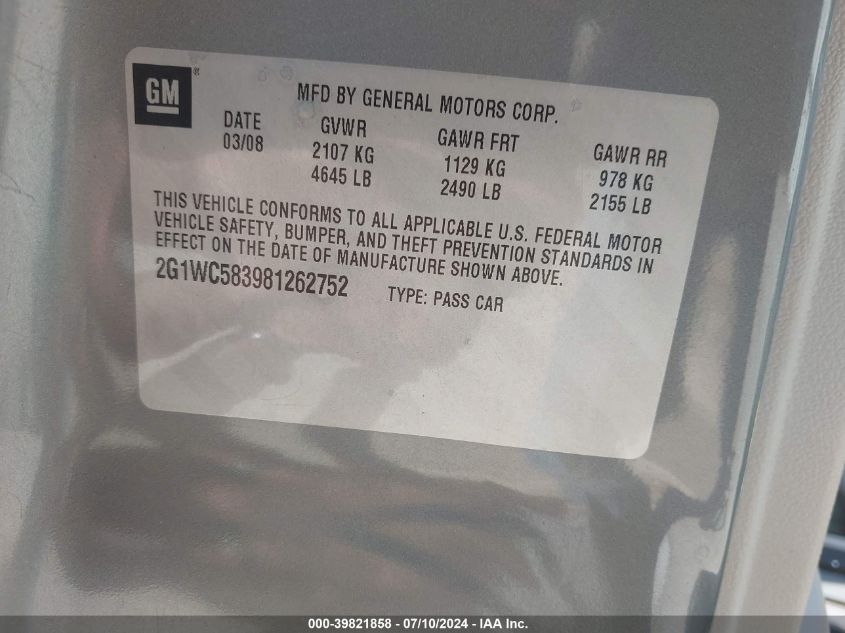 GM
MFD BY GENERAL MOTORS CORP.
DATE GVWR GAWR FRT GAWR RR
03/08 2107 KG 1129 KG 978 KG
4645 LB 2490 LB 2155 LB
THIS VEHICLE CONFORMS TO ALL APPLICABLE U.S. FEDERAL MOTOR
VEHICLE SAFETY, BUMPER, AND THEFT PREVENTION STANDARDS IN
EFFECT ON THE DATE OF MANUFACTURE SHOWN ABOVE.
2G1WC583981262752 TYPE: PASS CAR
000-39821858 - 07/10/2024 - IAA Inc.